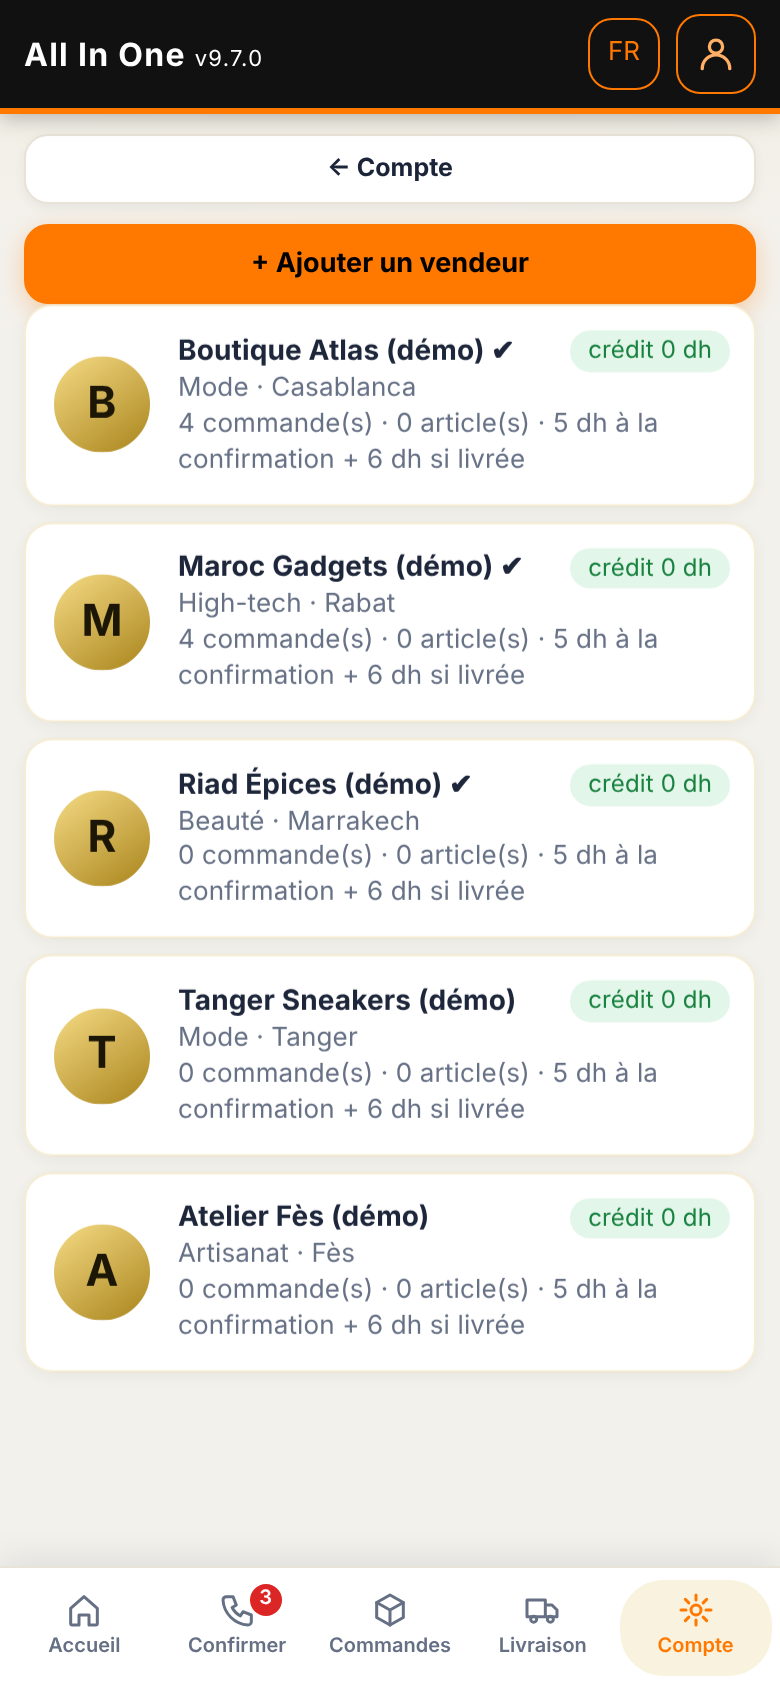 All In One v9.7.0
FR
← Compte
+ Ajouter un vendeur
B
Boutique Atlas (démo) ✔
crédit 0 dh
Mode · Casablanca
4 commande(s) · 0 article(s) · 5 dh à la
confirmation + 6 dh si livrée
M
Maroc Gadgets (démo) ✔
crédit 0 dh
High-tech · Rabat
4 commande(s) · 0 article(s) · 5 dh à la
confirmation + 6 dh si livrée
R
Riad Épices (démo) ✔
crédit 0 dh
Beauté · Marrakech
0 commande(s) · 0 article(s) · 5 dh à la
confirmation + 6 dh si livrée
T
Tanger Sneakers (démo)
crédit 0 dh
Mode · Tanger
0 commande(s) · 0 article(s) · 5 dh à la
confirmation + 6 dh si livrée
A
Atelier Fès (démo)
crédit 0 dh
Artisanat · Fès
0 commande(s) · 0 article(s) · 5 dh à la
confirmation + 6 dh si livrée
3
Accueil
Confirmer
Commandes
Livraison
Compte